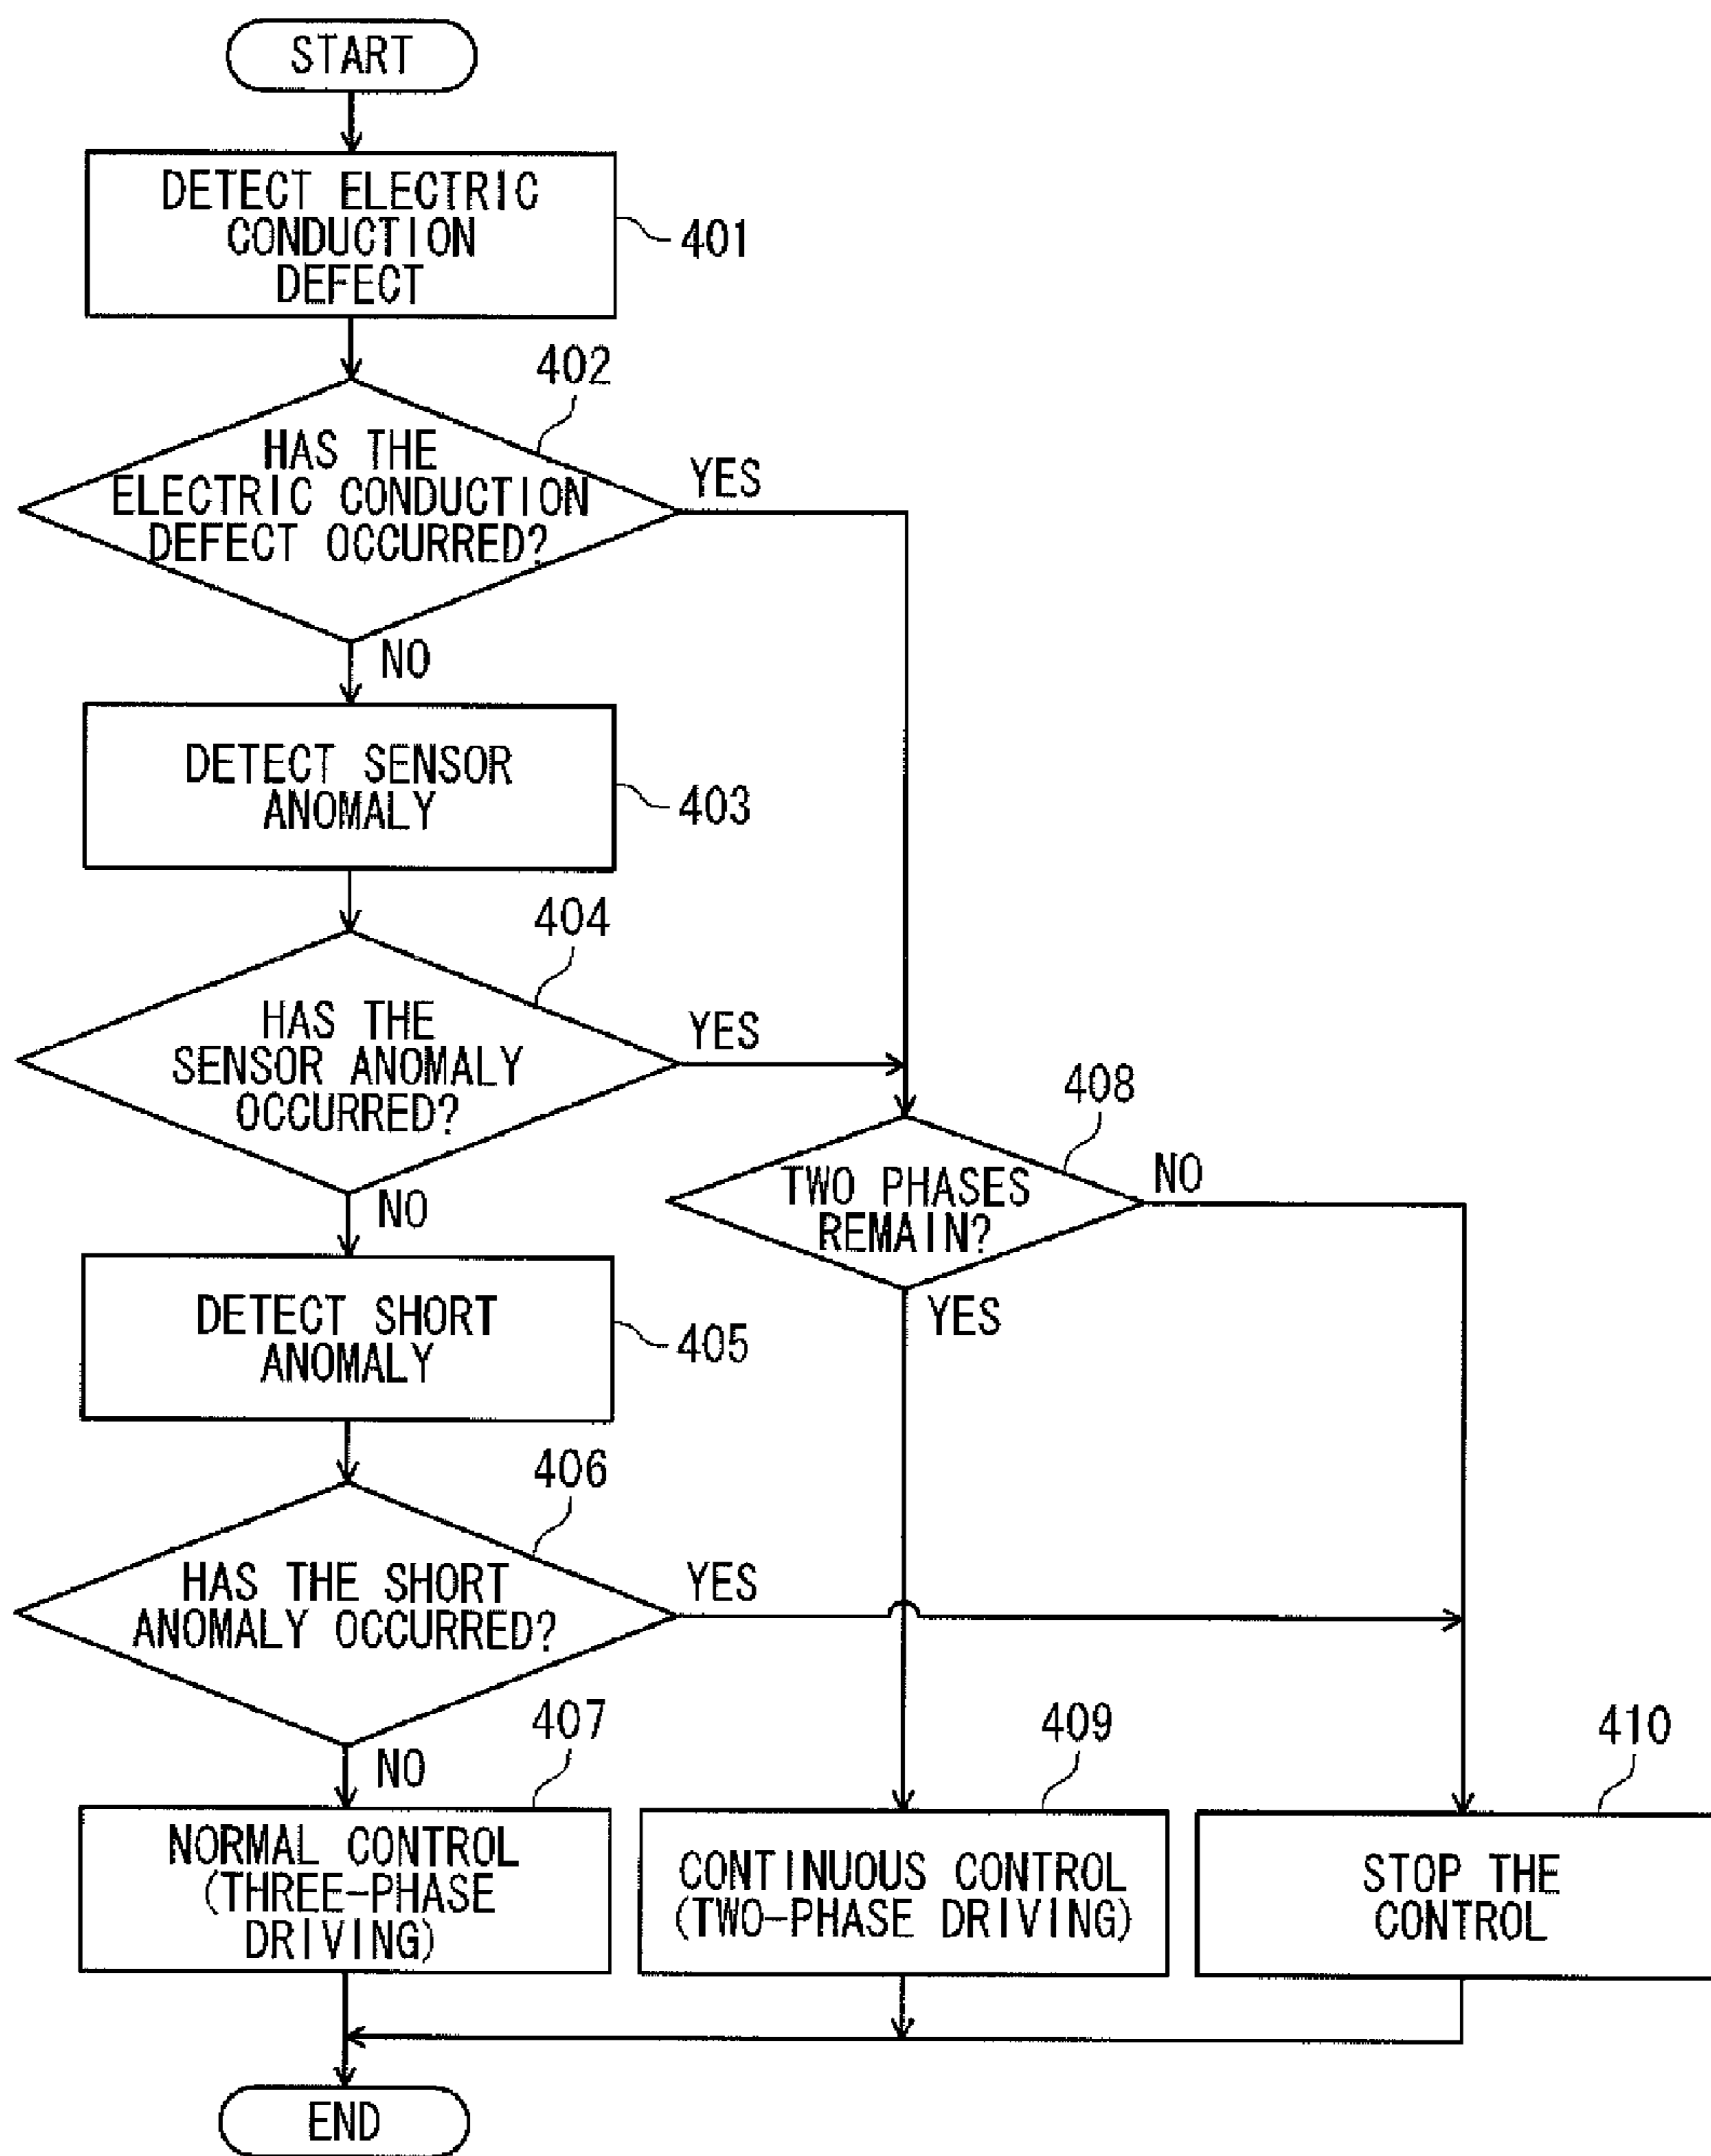 START
DETECT ELECTRIC
CONDUCTION
DEFECT
401
402
HAS THE
ELECTRIC CONDUCTION
DEFECT OCCURRED?
YES
NO
DETECT SENSOR
ANOMALY
403
404
HAS THE
SENSOR ANOMALY
OCCURRED?
YES
NO
408
TWO PHASES
REMAIN?
NO
YES
DETECT SHORT
ANOMALY
405
406
HAS THE SHORT
ANOMALY OCCURRED?
YES
NO
407
NORMAL CONTROL
(THREE-PHASE
DRIVING)
409
CONTINUOUS CONTROL
(TWO-PHASE DRIVING)
410
STOP THE
CONTROL
END